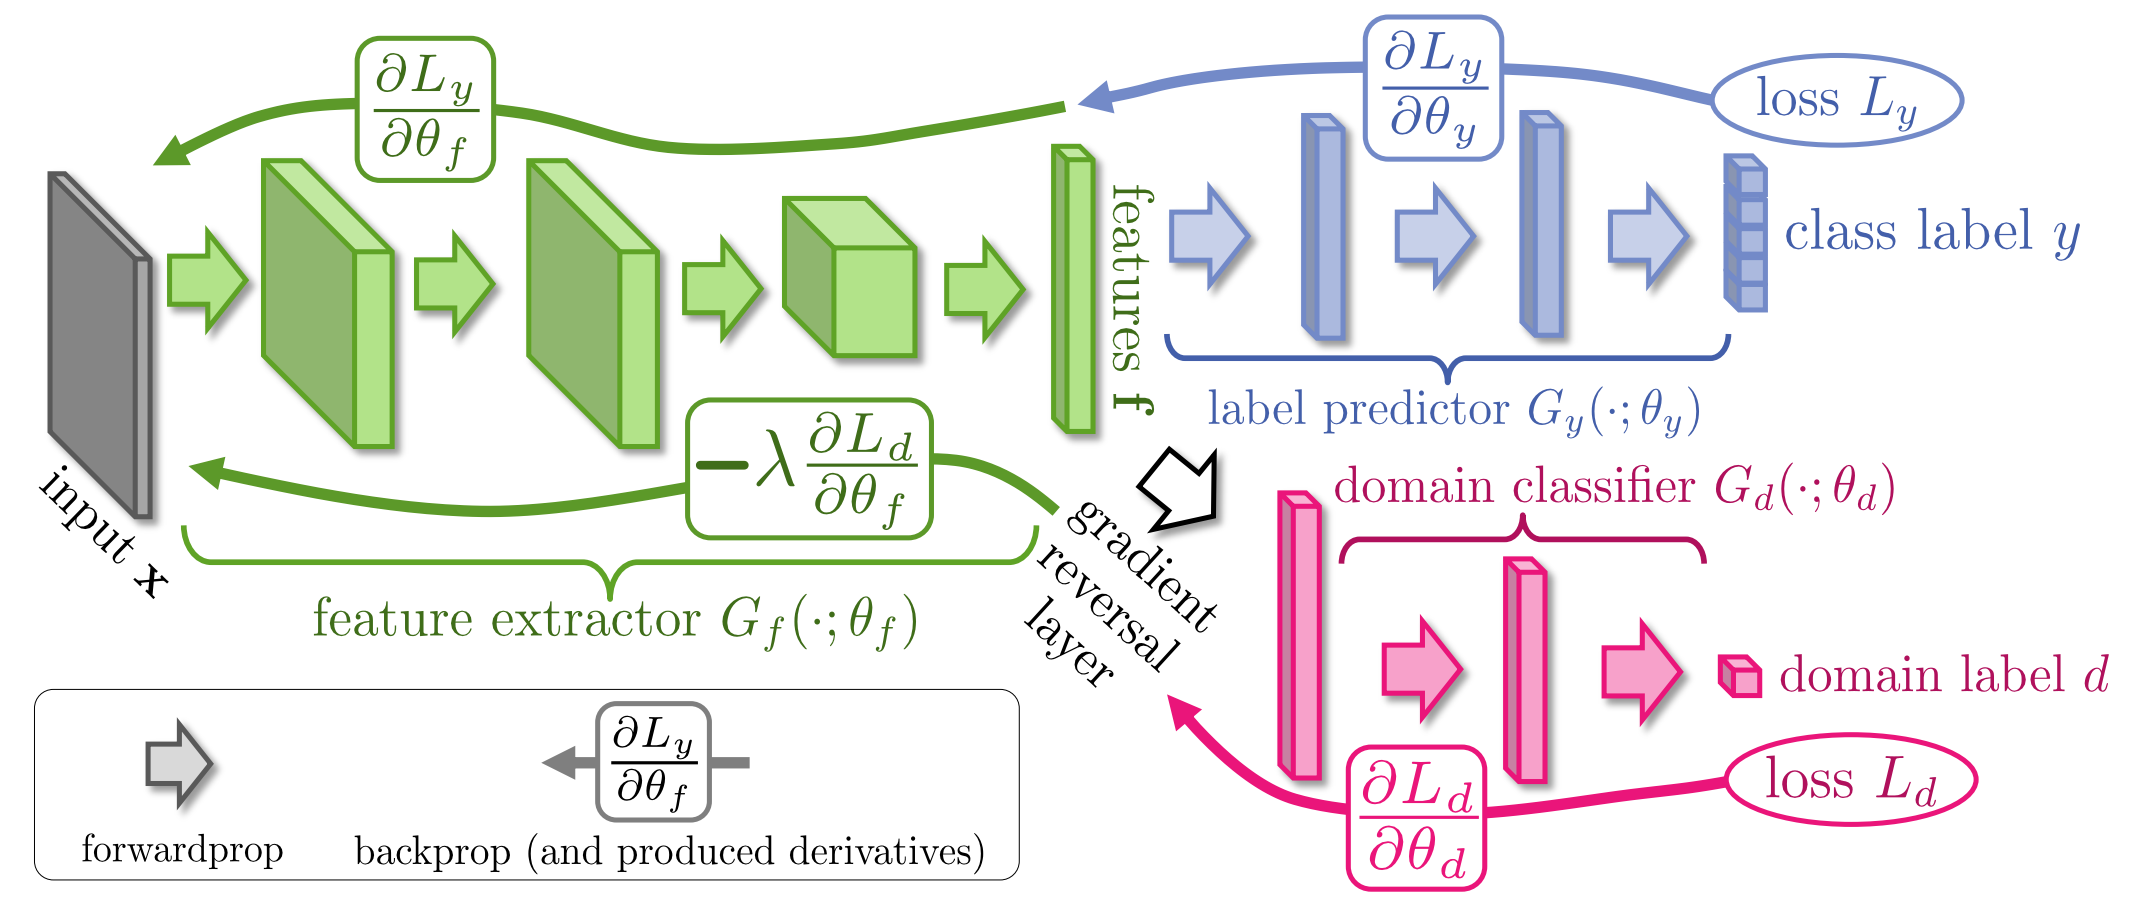 ∂L_y
∂θ_f
∂L_y
∂θ_y
loss L_y
features f
class label y
label predictor G_y(·; θ_y)
input x
−λ ∂L_d
∂θ_f
feature extractor G_f(·; θ_f)
gradient
reversal
layer
domain classifier G_d(·; θ_d)
domain label d
∂L_d
∂θ_d
loss L_d
∂L_y
∂θ_f
forwardprop
backprop (and produced derivatives)